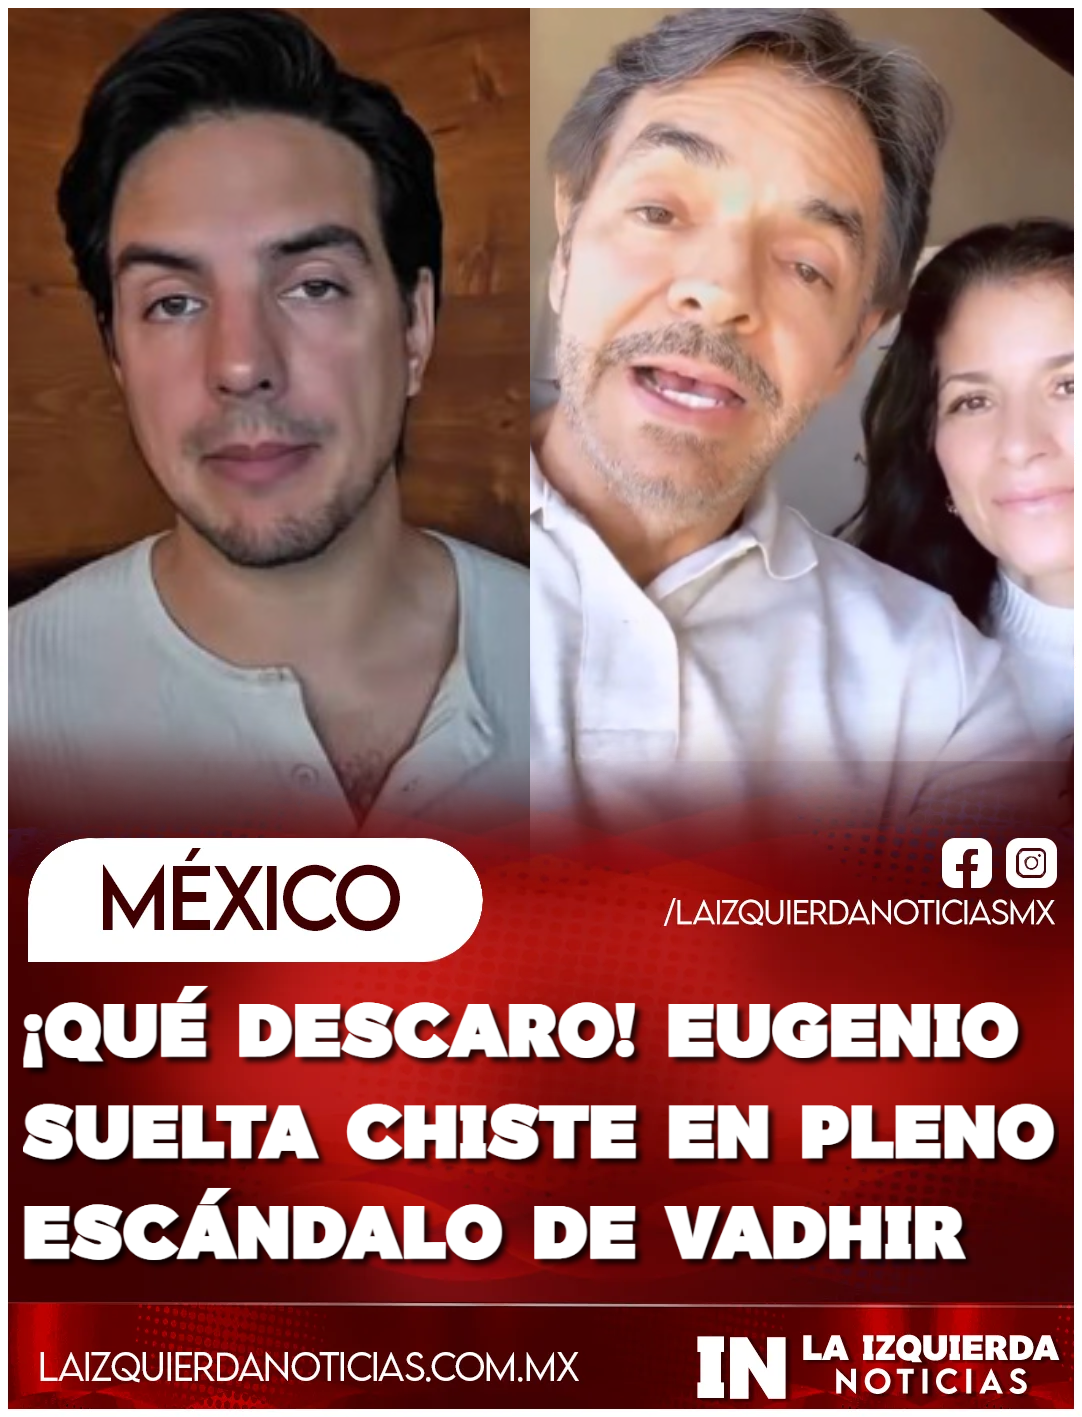 MÉXICO
/LAIZQUIERDANOTICIASMX
¡QUÉ DESCARO! EUGENIO
SUELTA CHISTE EN PLENO
ESCÁNDALO DE VADHIR
LAIZQUIERDANOTICIAS.COM.MX
IN
LA IZQUIERDA
NOTICIAS